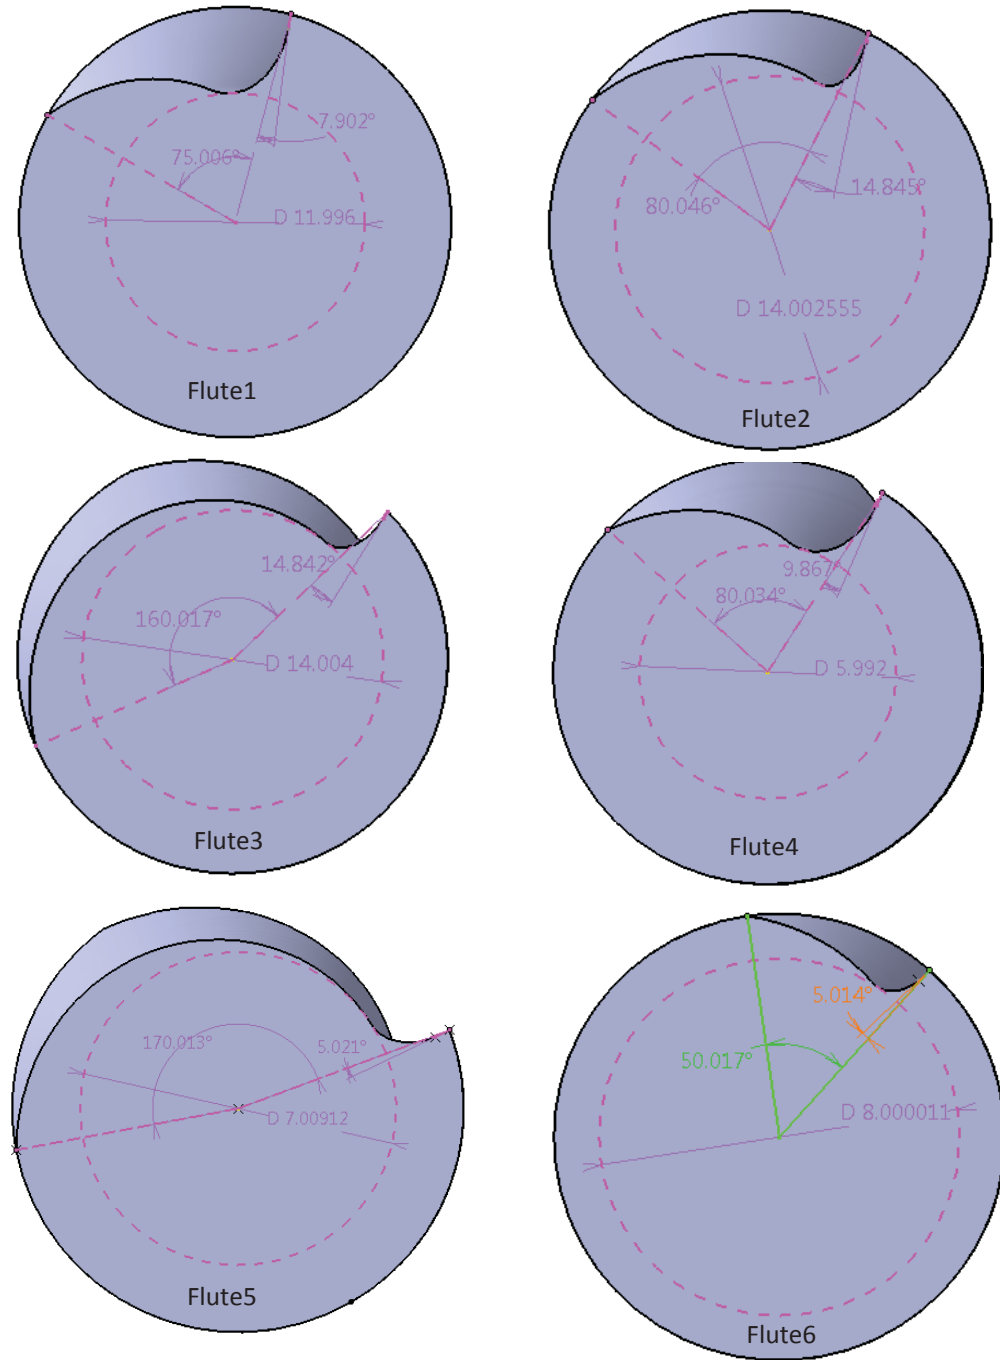 7.902°
75.006°
D 11.996
Flute1
14.845°
80.046°
D 14.002555
Flute2
14.842°
160.017°
D 14.004
Flute3
9.867
80.034°
D 5.992
Flute4
170.013°
5.021°
D 7.00912
Flute5
5.014°
50.017°
D 8.000011
Flute6